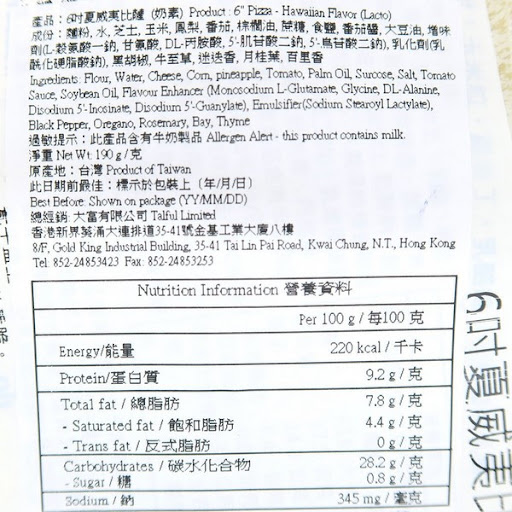 產品：6吋夏威夷比薩（奶素）Product : 6" Pizza - Hawaiian Flavor (Lacto)
成份：麵粉, 水, 芝士, 玉米, 鳳梨, 番茄, 棕櫚油, 蔗糖, 食鹽, 番茄醬, 大豆油, 增味
劑(L-穀氨酸一鈉, 甘氨酸, DL-丙胺酸, 5'-肌苷酸二鈉, 5'-鳥苷酸二鈉), 乳化劑(乳
酰化硬脂酸鈉), 黑胡椒, 牛至草, 迷迭香, 月桂葉, 百里香
Ingredients: Flour, Water, Cheese, Corn, pineapple, Tomato, Palm Oil, Surcose, Salt, Tomato
Sauce, Soybean Oil, Flavour Enhancer (Monosodium L-Glutamate, Glycine, DL-Alanine,
Disodium 5'-Inosinate, Disodium 5'-Guanylate), Emulsifier(Sodium Stearoyl Lactylate),
Black Pepper, Oregano, Rosemary, Bay, Thyme
過敏提示：此產品含有牛奶製品 Allergen Alert - this product contains milk.
淨重 Net Wt: 190 g / 克
原產地：台灣 Product of Taiwan
此日期前最佳：標示於包裝上（年/月/日）
Best Before: Shown on package (YY/MM/DD)
總經銷: 大富有限公司 Talful Limited
香港新界葵涌大連排道35-41號金基工業大廈八樓
8/F, Gold King Industrial Building, 35-41 Tai Lin Pai Road, Kwai Chung, N.T., Hong Kong
Tel: 852-24853423 Fax: 852-24853253
Nutrition Information 營養資料
Per 100 g / 每100 克
Energy/能量 220 kcal / 千卡
Protein/蛋白質 9.2 g / 克
Total fat / 總脂肪 7.8 g / 克
- Saturated fat / 飽和脂肪 4.4 g / 克
- Trans fat / 反式脂肪 0 g / 克
Carbohydrates / 碳水化合物 28.2 g / 克
- Sugar / 糖 0.8 g / 克
Sodium / 鈉 345 mg / 毫克
6吋夏威夷比